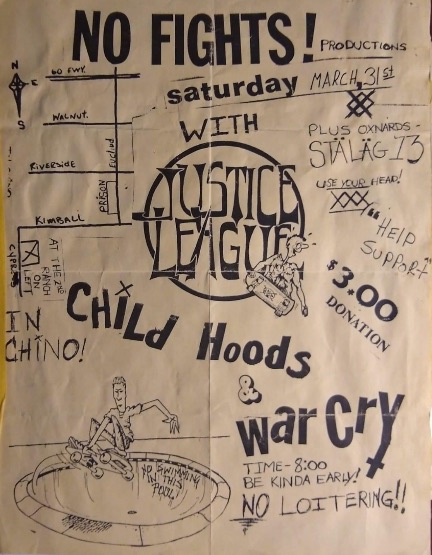 NO FIGHTS!
PRODUCTIONS
saturday MARCH, 31st
WITH
N
E
S
60 FWY.
WALNUT.
EUCLID
RIVERSIDE
PRISON
KIMBALL
CYPRESS
AT THE 2nd
RANCH
ON
LEFT
IN
CHINO!
JUSTICE
LEAGUE
PLUS OXNARDS-
STÄLÄG 13
USE YOUR HEAD!
XXX
"HELP
SUPPORT"
$3.00
DONATION
CHiLd Hoods
&
war Cry
NO SWIMMING
IN THIS
POOL!
TIME-8:00
BE KINDA EARLY!
NO LOITERING!!